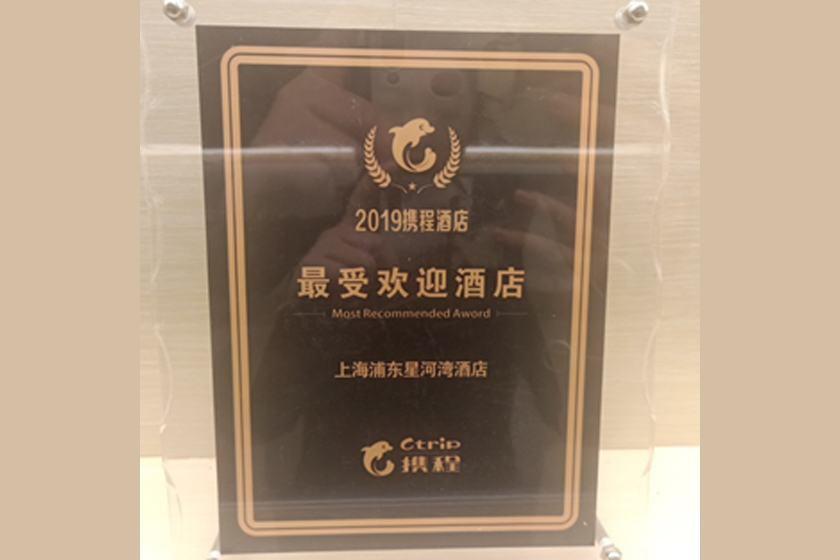 2019携程酒店
最受欢迎酒店
Most Recommended Aword
上海浦东星河湾酒店
Ctrip
携程